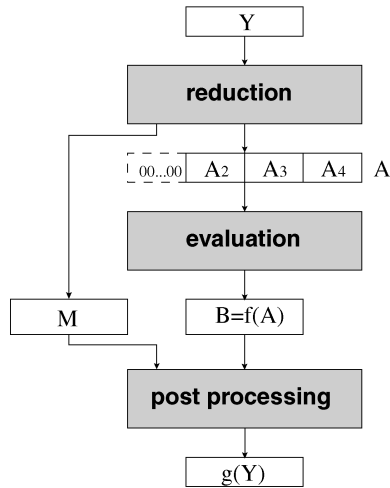 Y
reduction
00...00 A2 A3 A4 A
evaluation
M B=f(A)
post processing
g(Y)